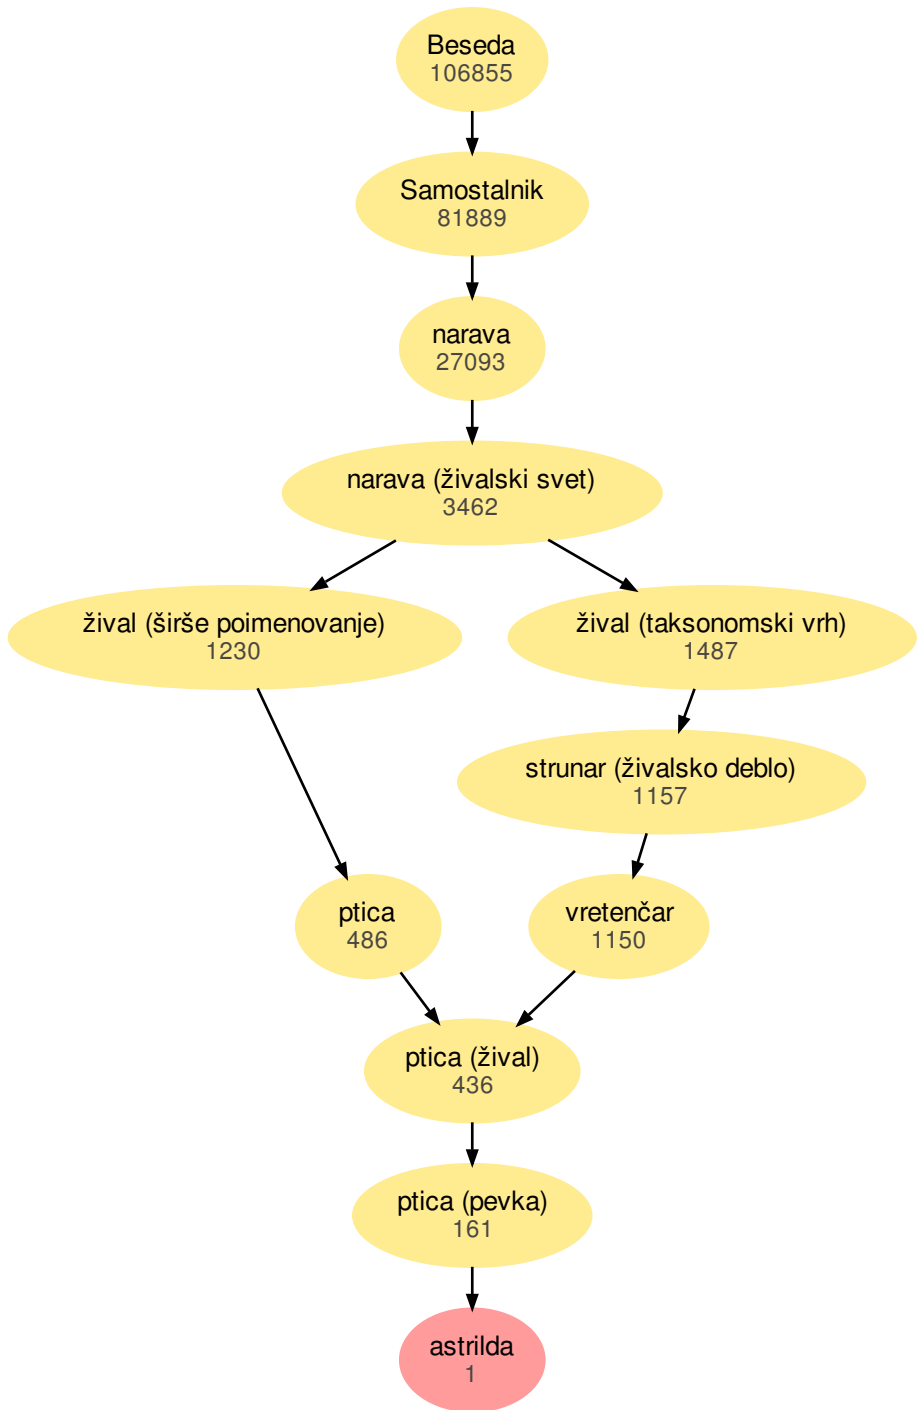 Beseda
106855
Samostalnik
81889
narava
27093
narava (živalski svet)
3462
žival (širše poimenovanje)
1230
žival (taksonomski vrh)
1487
strunar (živalsko deblo)
1157
ptica
486
vretenčar
1150
ptica (žival)
436
ptica (pevka)
161
astrilda
1